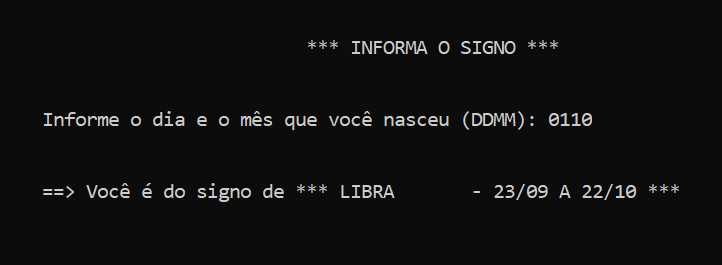 *** INFORMA O SIGNO ***
Informe o dia e o mês que você nasceu (DDMM): 0110
==> Você é do signo de *** LIBRA       - 23/09 A 22/10 ***